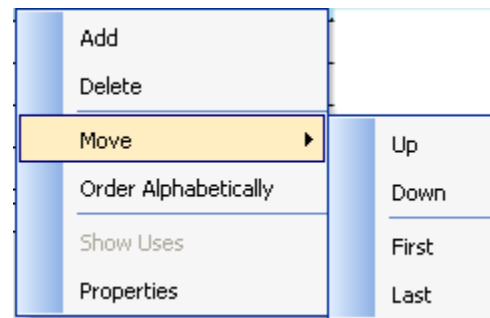 Add
Delete
Move
Order Alphabetically
Show Uses
Properties
Up
Down
First
Last